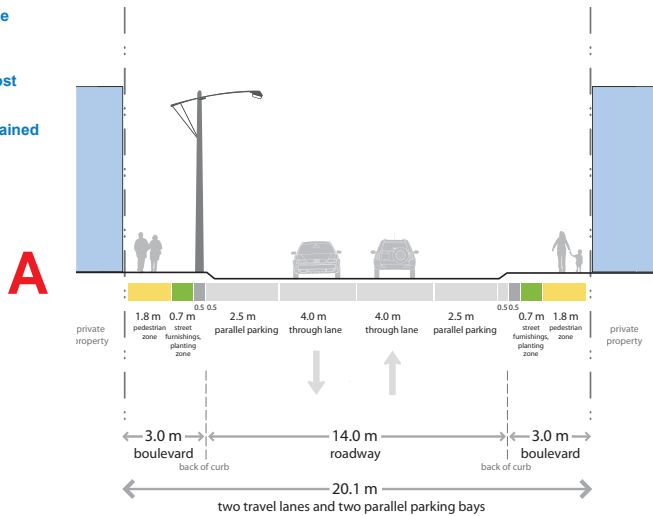 e
ost
ained
A
0.5 0.5
0.5 0.5
1.8 m 0.7 m 2.5 m 4.0 m 4.0 m 2.5 m 0.7 m 1.8 m
pedestrian zone
street furnishings, planting zone
parallel parking
through lane
through lane
parallel parking
street furnishings, planting zone
pedestrian zone
private
property
private
property
3.0 m
boulevard
14.0 m
roadway
3.0 m
boulevard
back of curb
back of curb
20.1 m
two travel lanes and two parallel parking bays